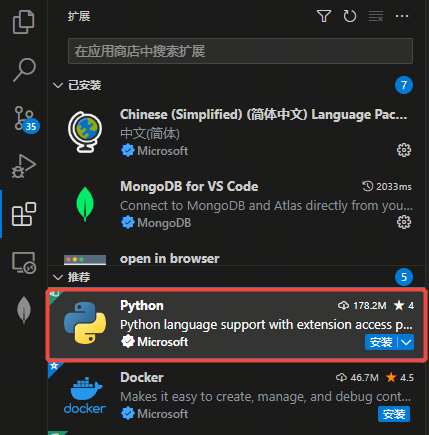 扩展
在应用商店中搜索扩展
已安装
7
Chinese (Simplified) (简体中文) Language Pac...
中文(简体)
Microsoft
35
MongoDB for VS Code 2033ms
Connect to MongoDB and Atlas directly from you...
MongoDB
open in browser
推荐
5
Python 178.2M 4
Python language support with extension access p...
Microsoft 安装
Docker 46.7M 4.5
Makes it easy to create, manage, and debug cont...
docker
Microsoft 安装